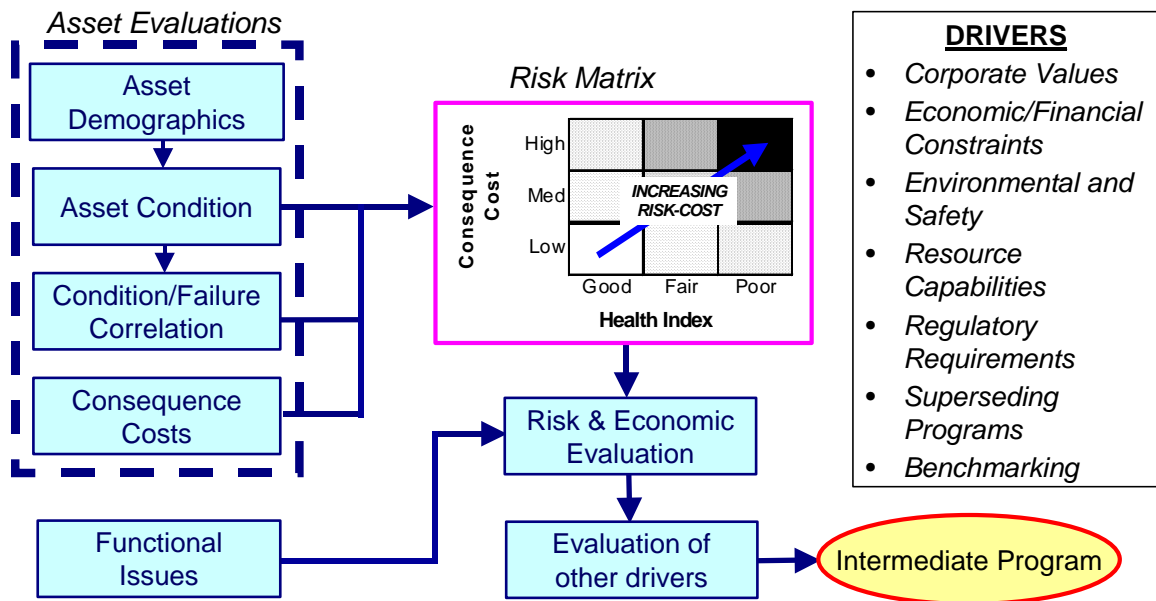 Asset Evaluations
Asset
Demographics
Asset Condition
Condition/Failure
Correlation
Consequence
Costs
Functional
Issues
Risk Matrix
Consequence
Cost
High
Med
Low
INCREASING
RISK-COST
Good Fair Poor
Health Index
Risk & Economic
Evaluation
Evaluation of
other drivers
Intermediate Program
DRIVERS
• Corporate Values
• Economic/Financial
Constraints
• Environmental and
Safety
• Resource
Capabilities
• Regulatory
Requirements
• Superseding
Programs
• Benchmarking